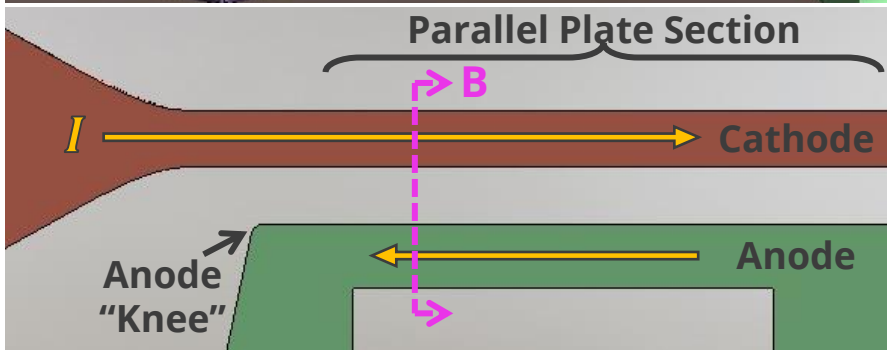 Parallel Plate Section
B
I
Cathode
Anode
Anode
“Knee”